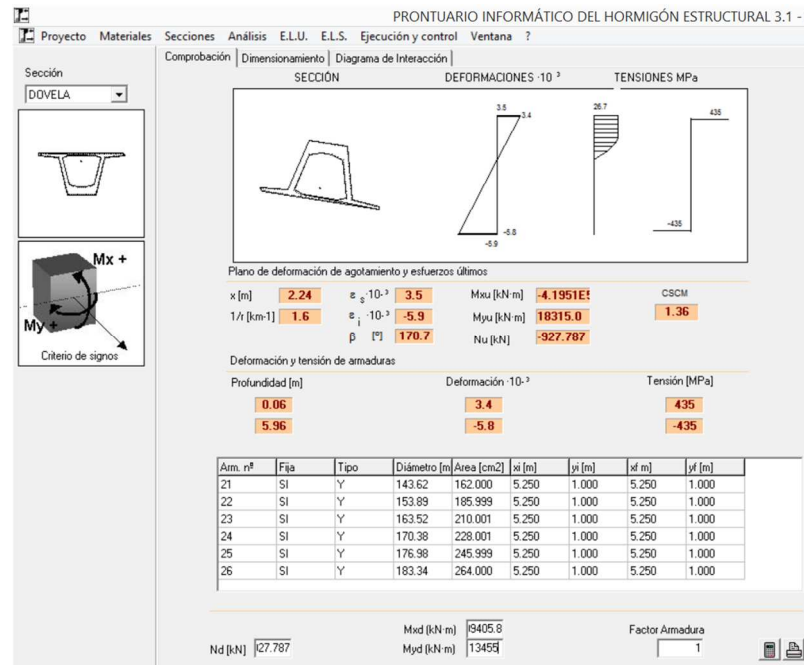 PRONTUARIO INFORMÁTICO DEL HORMIGÓN ESTRUCTURAL 3.1 -
Proyecto Materiales Secciones Análisis E.L.U. E.L.S. Ejecución y control Ventana ?
Comprobación Dimensionamiento Diagrama de Interacción
Sección
DOVELA
SECCIÓN DEFORMACIONES ·10 ³ TENSIONES MPa
3.5 3.4 26.7 435
-5.8 -435
-5.9
Mx +
My +
Criterio de signos
Plano de deformación de agotamiento y esfuerzos últimos
x [m] 2.24 ε s ·10-³ 3.5 Mxu [kN·m] -4.1951E5 CSCM
1/r [km-1] 1.6 ε i ·10-³ -5.9 Myu [kN·m] 18315.0 1.36
β [º] 170.7 Nu [kN] -927.787
Deformación y tensión de armaduras
Profundidad [m] Deformación ·10-³ Tensión [MPa]
0.06 3.4 435
5.96 -5.8 -435
Arm. nº Fija Tipo Diámetro [m Area [cm2] xi [m] yi [m] xf m] yf [m]
21 SI Y 143.62 162.000 5.250 1.000 5.250 1.000
22 SI Y 153.89 185.999 5.250 1.000 5.250 1.000
23 SI Y 163.52 210.001 5.250 1.000 5.250 1.000
24 SI Y 170.38 228.001 5.250 1.000 5.250 1.000
25 SI Y 176.98 245.999 5.250 1.000 5.250 1.000
26 SI Y 183.34 264.000 5.250 1.000 5.250 1.000
Mxd (kN·m) 9405.8 Factor Armadura
Nd [kN] 27.787 Myd (kN·m) 13455 1